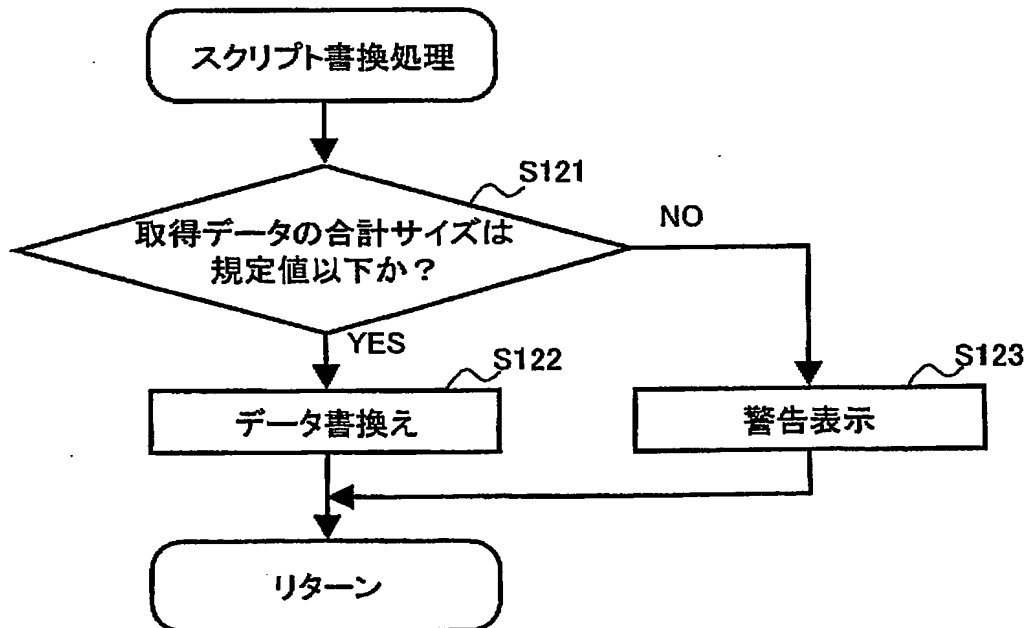 スクリプト書換処理
S121
取得データの合計サイズは
規定値以下か？
NO
YES
S122
データ書換え
S123
警告表示
リターン